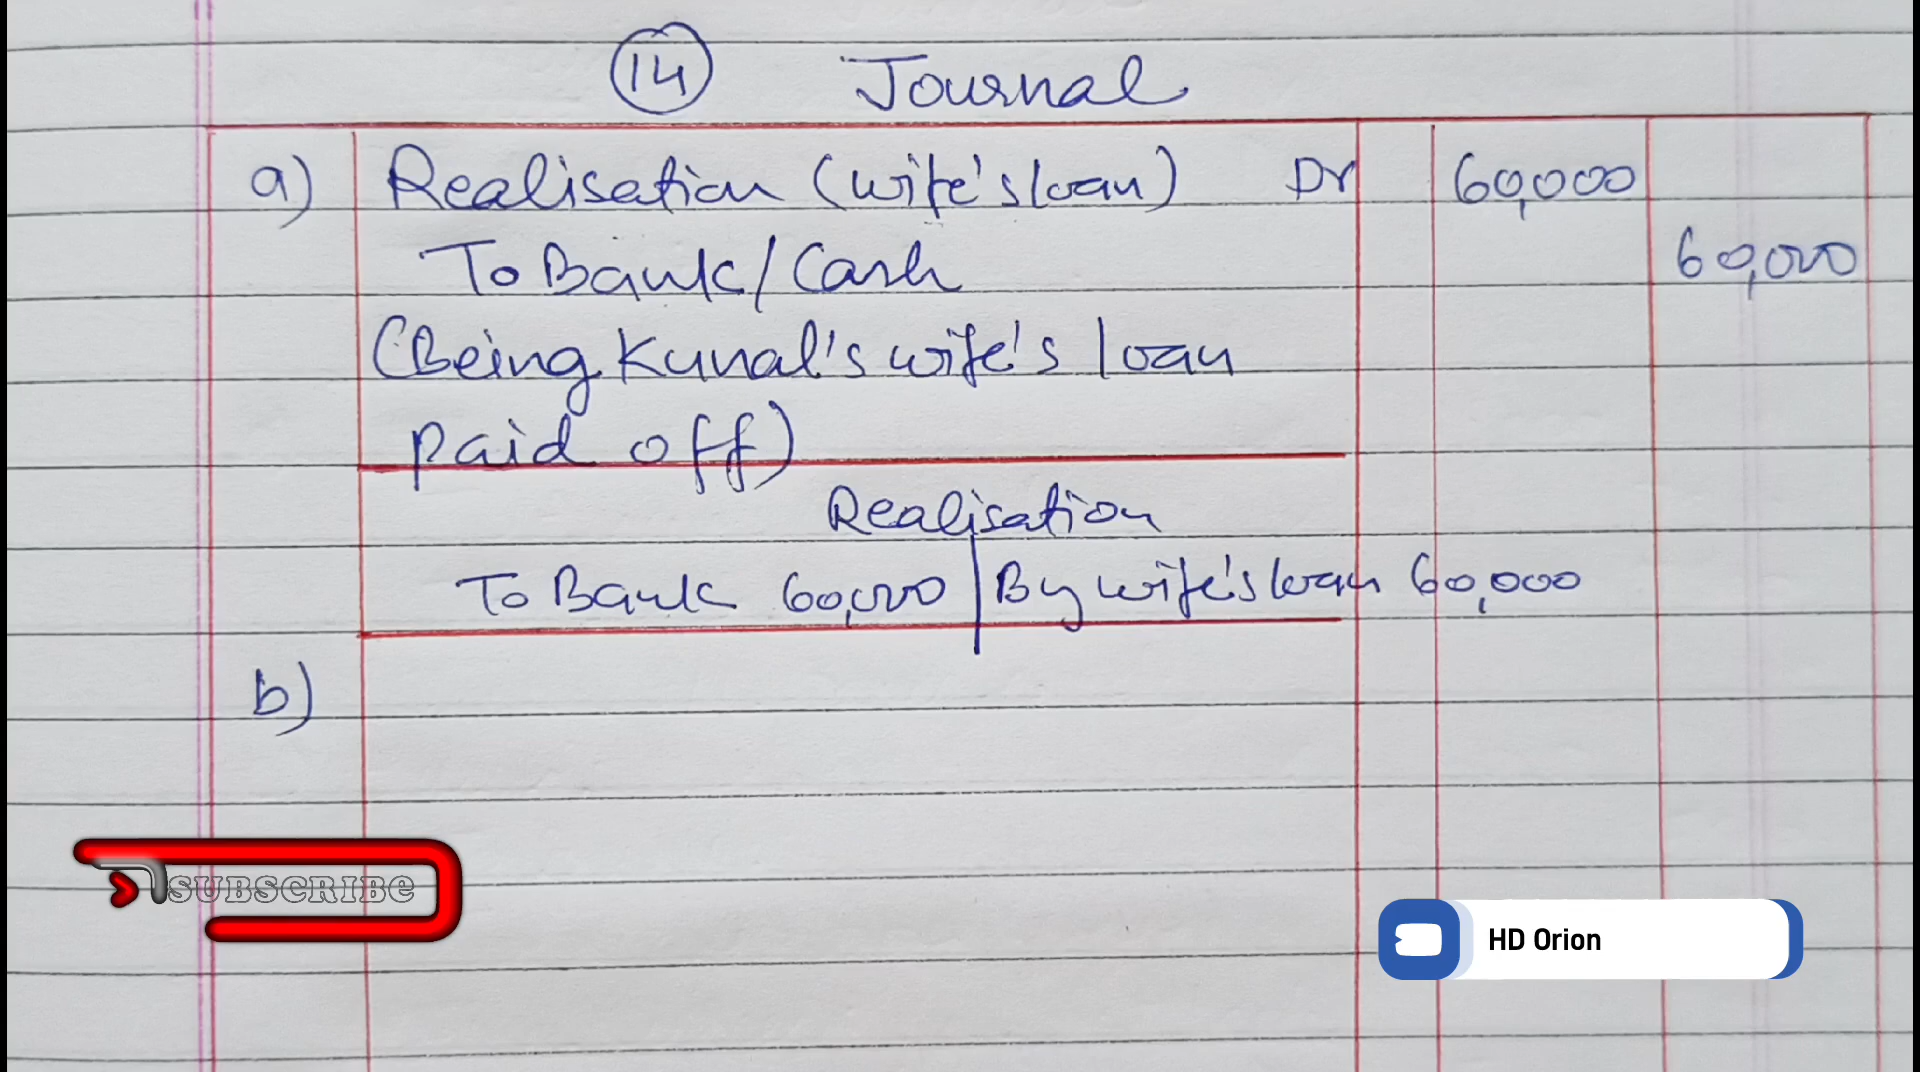 14 Journal
a) Realisation (wife's loan) Dr 60,000
To Bank/Cash 60,000
(Being Kunal's wife's loan
paid off)
Realisation
To Bank 60,000 By wife's loan 60,000
b)
SUBSCRIBE
HD Orion